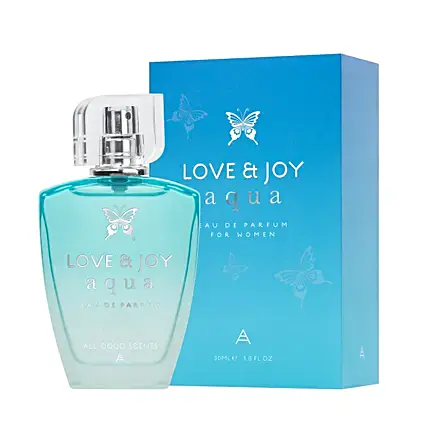 LOVE & JOY
aqua
EAU DE PARFUM
FOR WOMEN
LOVE & JOY
aqua
EAU DE PARFUM
ALL GOOD SCENTS